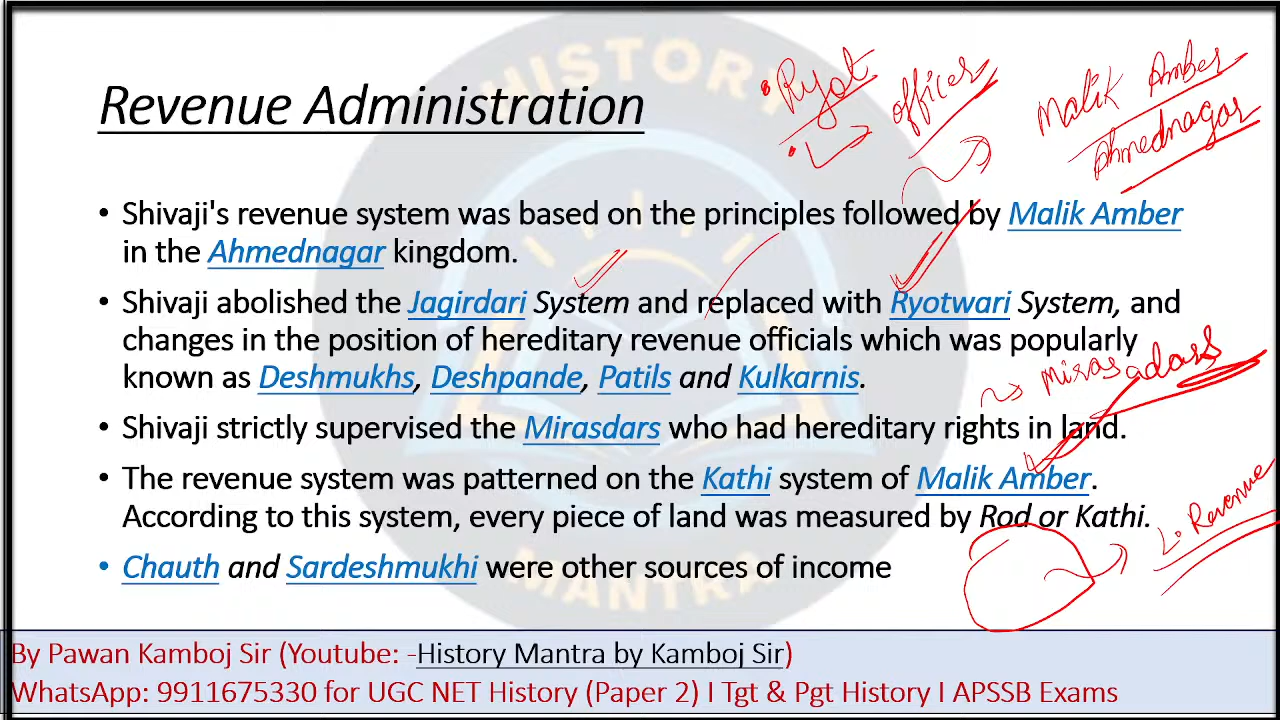 HISTORY
Revenue Administration
• Ryot
officer
Malik Amber
Ahmednagar
• Shivaji's revenue system was based on the principles followed by Malik Amber
in the Ahmednagar kingdom.
• Shivaji abolished the Jagirdari System and replaced with Ryotwari System, and
changes in the position of hereditary revenue officials which was popularly
known as Deshmukhs, Deshpande, Patils and Kulkarnis.
mirasadars
• Shivaji strictly supervised the Mirasdars who had hereditary rights in land.
• The revenue system was patterned on the Kathi system of Malik Amber.
According to this system, every piece of land was measured by Rod or Kathi.
Revenue
• Chauth and Sardeshmukhi were other sources of income
MANTRA
By Pawan Kamboj Sir (Youtube: -History Mantra by Kamboj Sir)
WhatsApp: 9911675330 for UGC NET History (Paper 2) I Tgt & Pgt History I APSSB Exams